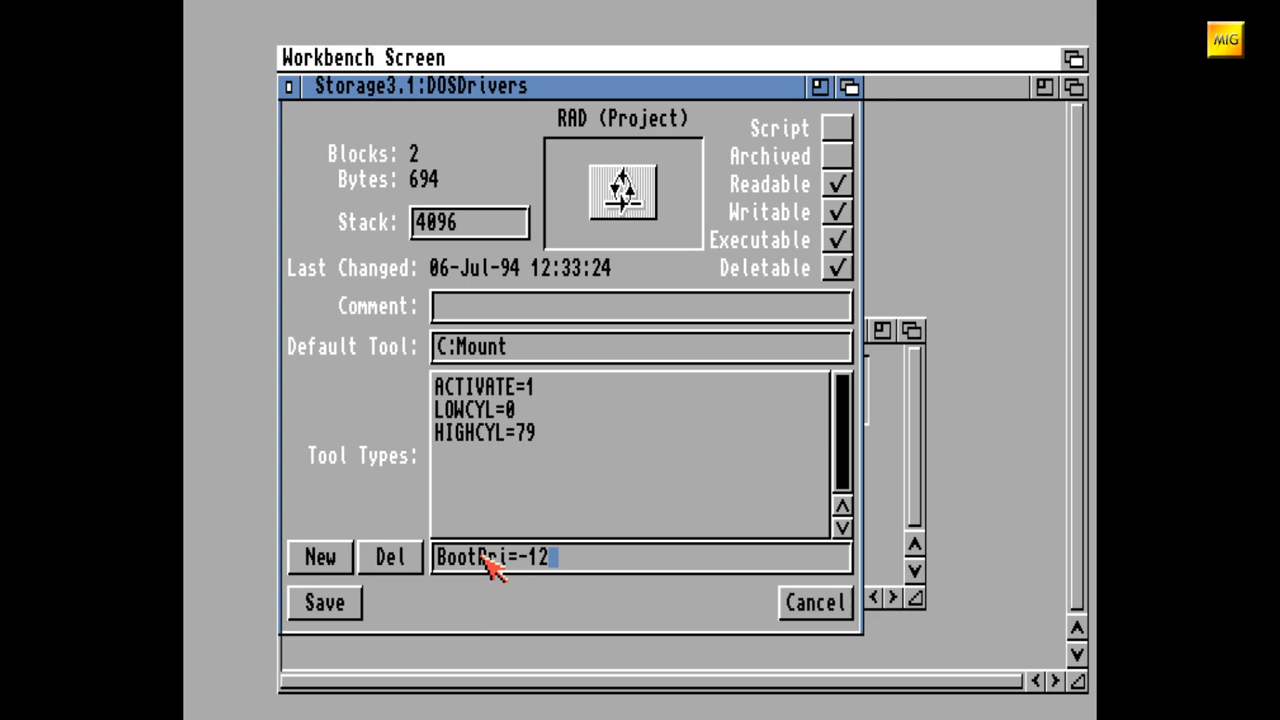 MIG
Workbench Screen
Storage3.1:DOSDrivers
RAD (Project)
Blocks: 2
Bytes: 694
Stack: 4096
Script
Archived
Readable
Writable
Executable
Deletable
Last Changed: 06-Jul-94 12:33:24
Comment:
Default Tool: C:Mount
Tool Types:
ACTIVATE=1
LOWCYL=0
HIGHCYL=79
New Del BootPri=-12
Save Cancel